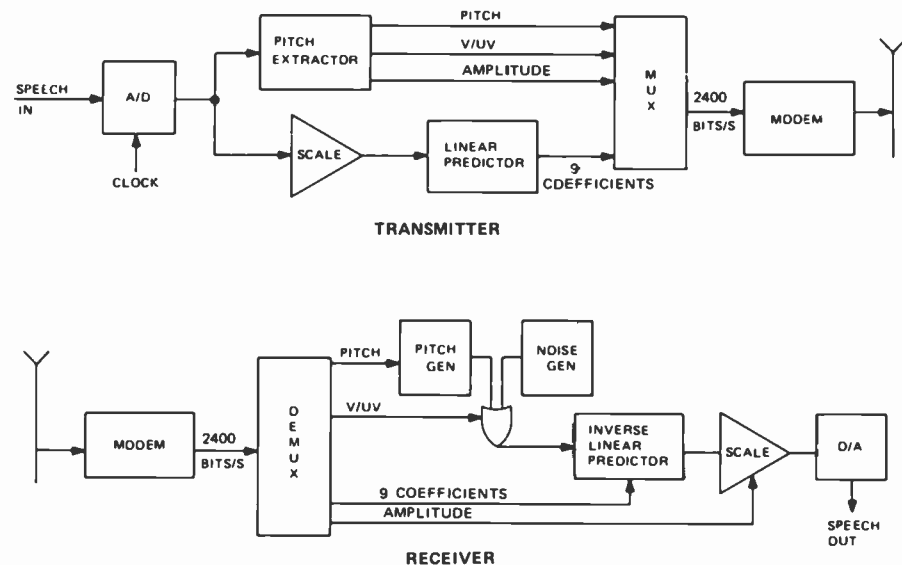 PITCH
PITCH
EXTRACTOR
V/UV
AMPLITUDE
SPEECH
IN
A/D
CLOCK
SCALE
LINEAR
PREDICTOR
9
CDEFFICIENTS
M
U
X
2400
BITS/S
MODEM
TRANSMITTER
MODEM
2400
BITS/S
D
E
M
U
X
PITCH
PITCH
GEN
NOISE
GEN
V/UV
INVERSE
LINEAR
PREDICTOR
SCALE
D/A
9 COEFFICIENTS
AMPLITUDE
SPEECH
OUT
RECEIVER